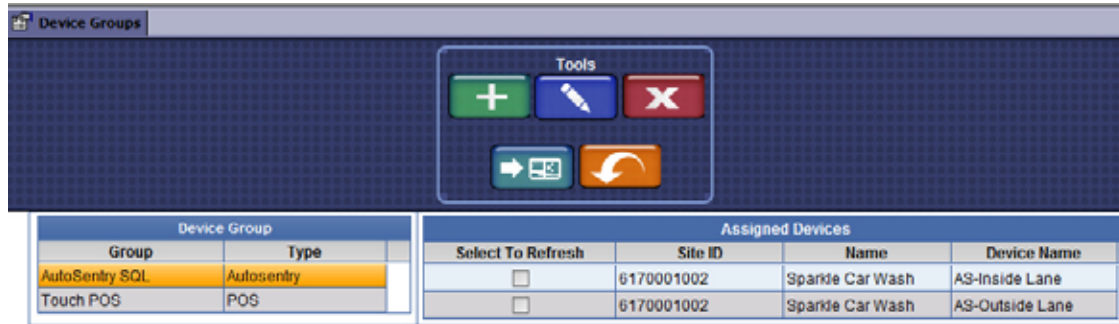 Device Groups
Tools
Device Group
Group Type
AutoSentry SQL Autosentry
Touch POS POS
Assigned Devices
Select To Refresh Site ID Name Device Name
6170001002 Sparkle Car Wash AS-Inside Lane
6170001002 Sparkle Car Wash AS-Outside Lane